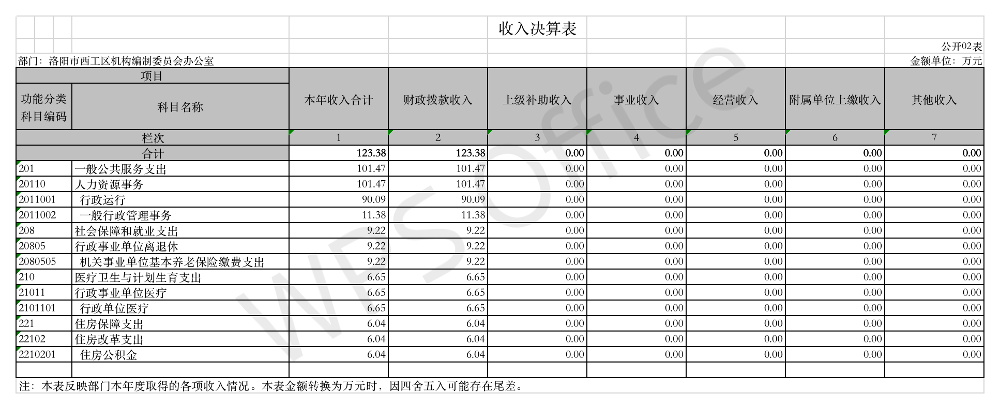 收入决算表
公开02表
部门：洛阳市西工区机构编制委员会办公室 金额单位：万元
项目 本年收入合计 财政拨款收入 上级补助收入 事业收入 经营收入 附属单位上缴收入 其他收入
功能分类科目编码 科目名称
栏次 1 2 3 4 5 6 7
合计 123.38 123.38 0.00 0.00 0.00 0.00 0.00
201 一般公共服务支出 101.47 101.47 0.00 0.00 0.00 0.00 0.00
20110 人力资源事务 101.47 101.47 0.00 0.00 0.00 0.00 0.00
2011001 行政运行 90.09 90.09 0.00 0.00 0.00 0.00 0.00
2011002 一般行政管理事务 11.38 11.38 0.00 0.00 0.00 0.00 0.00
208 社会保障和就业支出 9.22 9.22 0.00 0.00 0.00 0.00 0.00
20805 行政事业单位离退休 9.22 9.22 0.00 0.00 0.00 0.00 0.00
2080505 机关事业单位基本养老保险缴费支出 9.22 9.22 0.00 0.00 0.00 0.00 0.00
210 医疗卫生与计划生育支出 6.65 6.65 0.00 0.00 0.00 0.00 0.00
21011 行政事业单位医疗 6.65 6.65 0.00 0.00 0.00 0.00 0.00
2101101 行政单位医疗 6.65 6.65 0.00 0.00 0.00 0.00 0.00
221 住房保障支出 6.04 6.04 0.00 0.00 0.00 0.00 0.00
22102 住房改革支出 6.04 6.04 0.00 0.00 0.00 0.00 0.00
2210201 住房公积金 6.04 6.04 0.00 0.00 0.00 0.00 0.00
注：本表反映部门本年度取得的各项收入情况。本表金额转换为万元时，因四舍五入可能存在尾差。
WPS Office